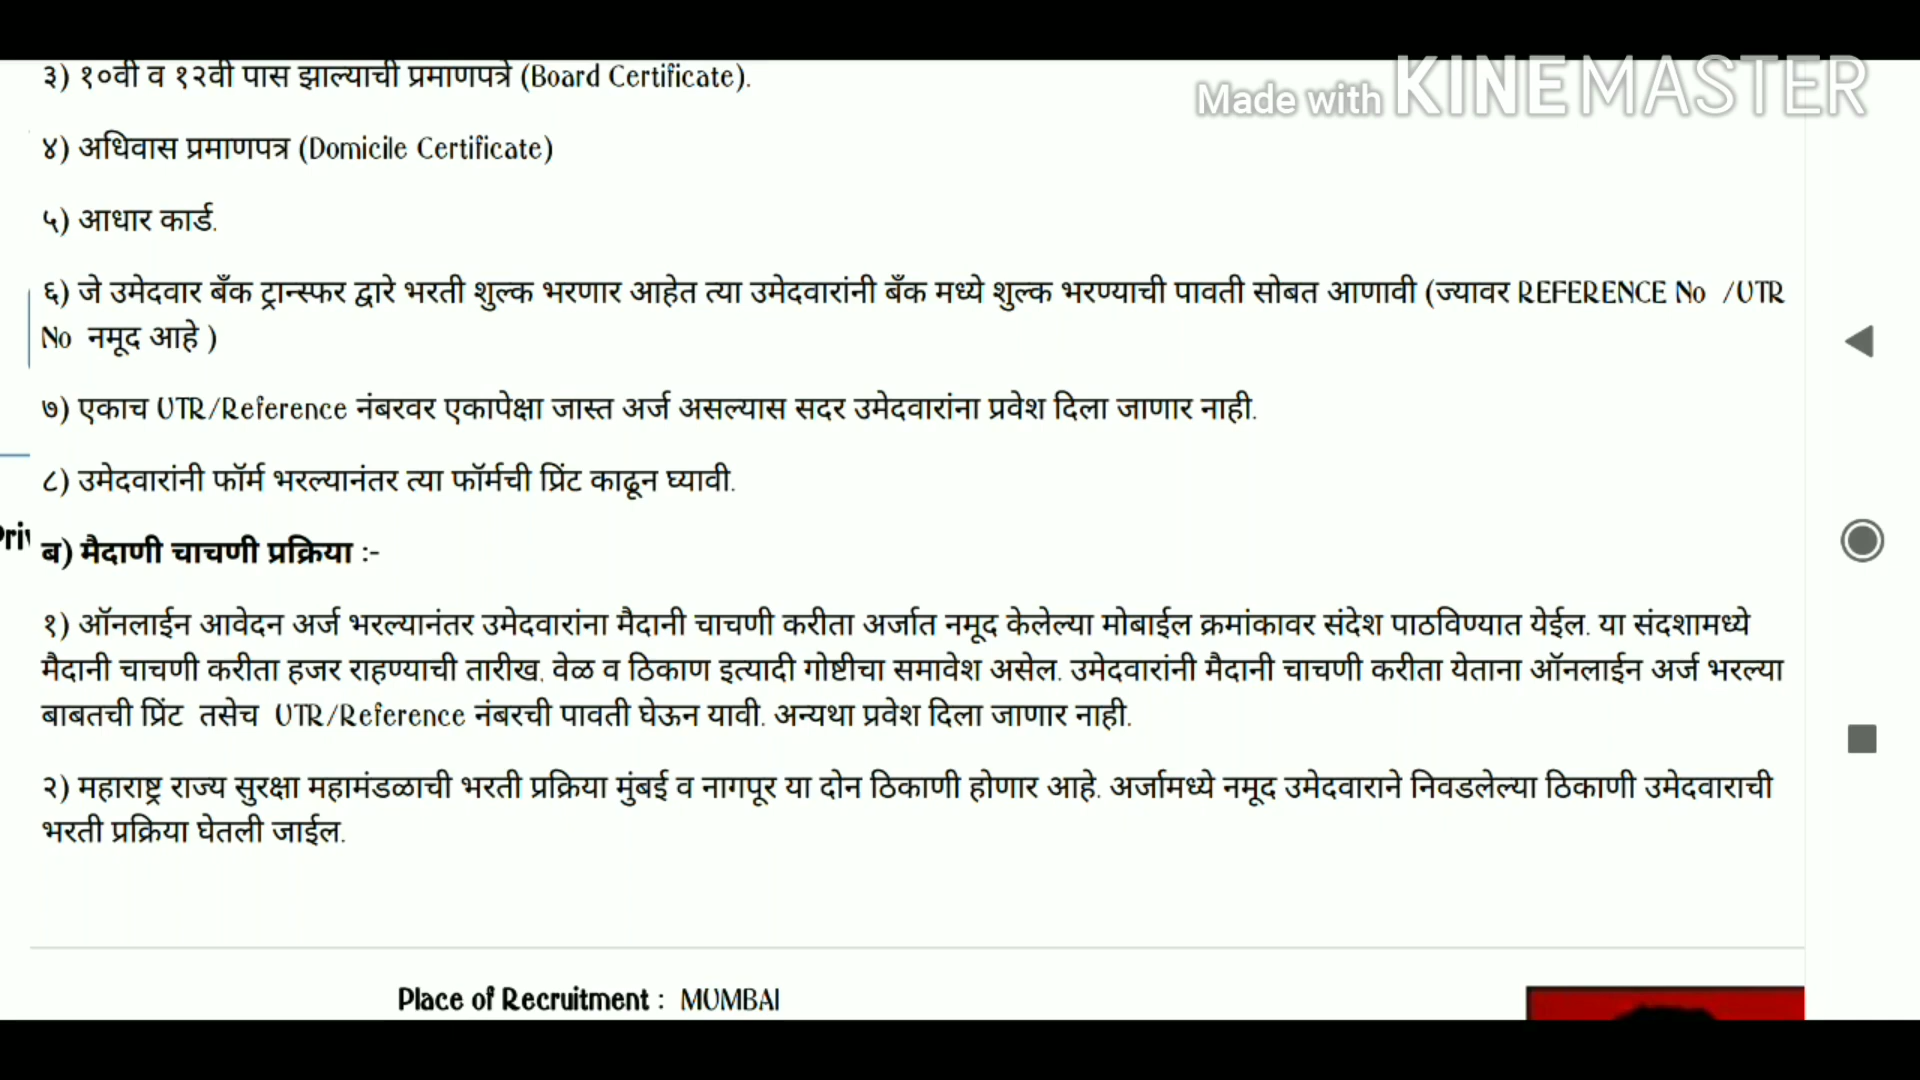 Made with KINEMASTER
३) १०वी व १२वी पास झाल्याची प्रमाणपत्रे (Board Certificate).
४) अधिवास प्रमाणपत्र (Domicile Certificate)
५) आधार कार्ड.
६) जे उमेदवार बँक ट्रान्स्फर द्वारे भरती शुल्क भरणार आहेत त्या उमेदवारांनी बँक मध्ये शुल्क भरण्याची पावती सोबत आणावी (ज्यावर REFERENCE No /UTR
No नमूद आहे )
७) एकाच UTR/Reference नंबरवर एकापेक्षा जास्त अर्ज असल्यास सदर उमेदवारांना प्रवेश दिला जाणार नाही.
८) उमेदवारांनी फॉर्म भरल्यानंतर त्या फॉर्मची प्रिंट काढून घ्यावी.
ब) मैदाणी चाचणी प्रक्रिया :-
१) ऑनलाईन आवेदन अर्ज भरल्यानंतर उमेदवारांना मैदानी चाचणी करीता अर्जात नमूद केलेल्या मोबाईल क्रमांकावर संदेश पाठविण्यात येईल. या संदशामध्ये
मैदानी चाचणी करीता हजर राहण्याची तारीख, वेळ व ठिकाण इत्यादी गोष्टीचा समावेश असेल. उमेदवारांनी मैदानी चाचणी करीता येताना ऑनलाईन अर्ज भरल्या
बाबतची प्रिंट तसेच UTR/Reference नंबरची पावती घेऊन यावी. अन्यथा प्रवेश दिला जाणार नाही.
२) महाराष्ट्र राज्य सुरक्षा महामंडळाची भरती प्रक्रिया मुंबई व नागपूर या दोन ठिकाणी होणार आहे. अर्जामध्ये नमूद उमेदवाराने निवडलेल्या ठिकाणी उमेदवाराची
भरती प्रक्रिया घेतली जाईल.
Place of Recruitment : MUMBAI